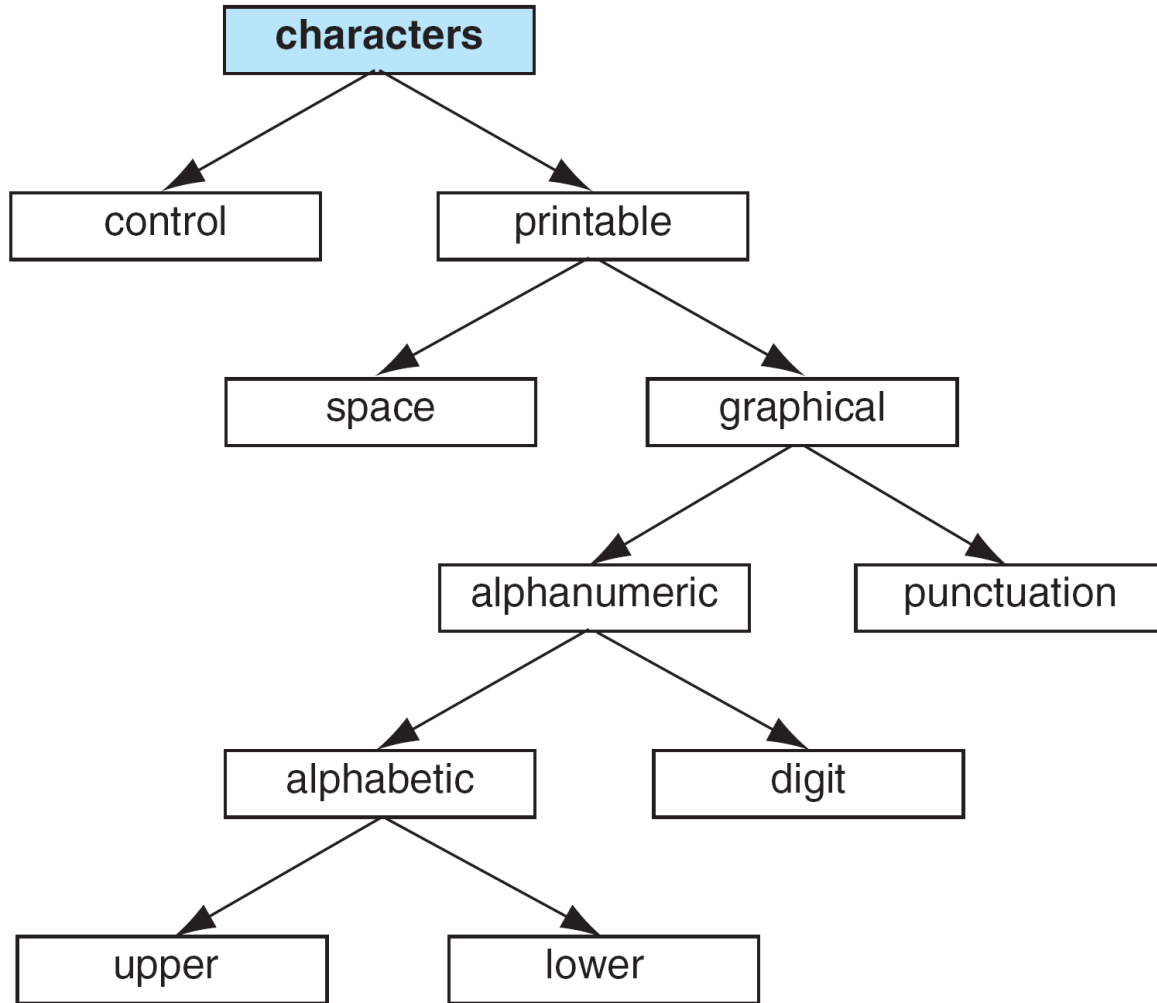 characters
control
printable
space
graphical
alphanumeric
punctuation
alphabetic
digit
upper
lower